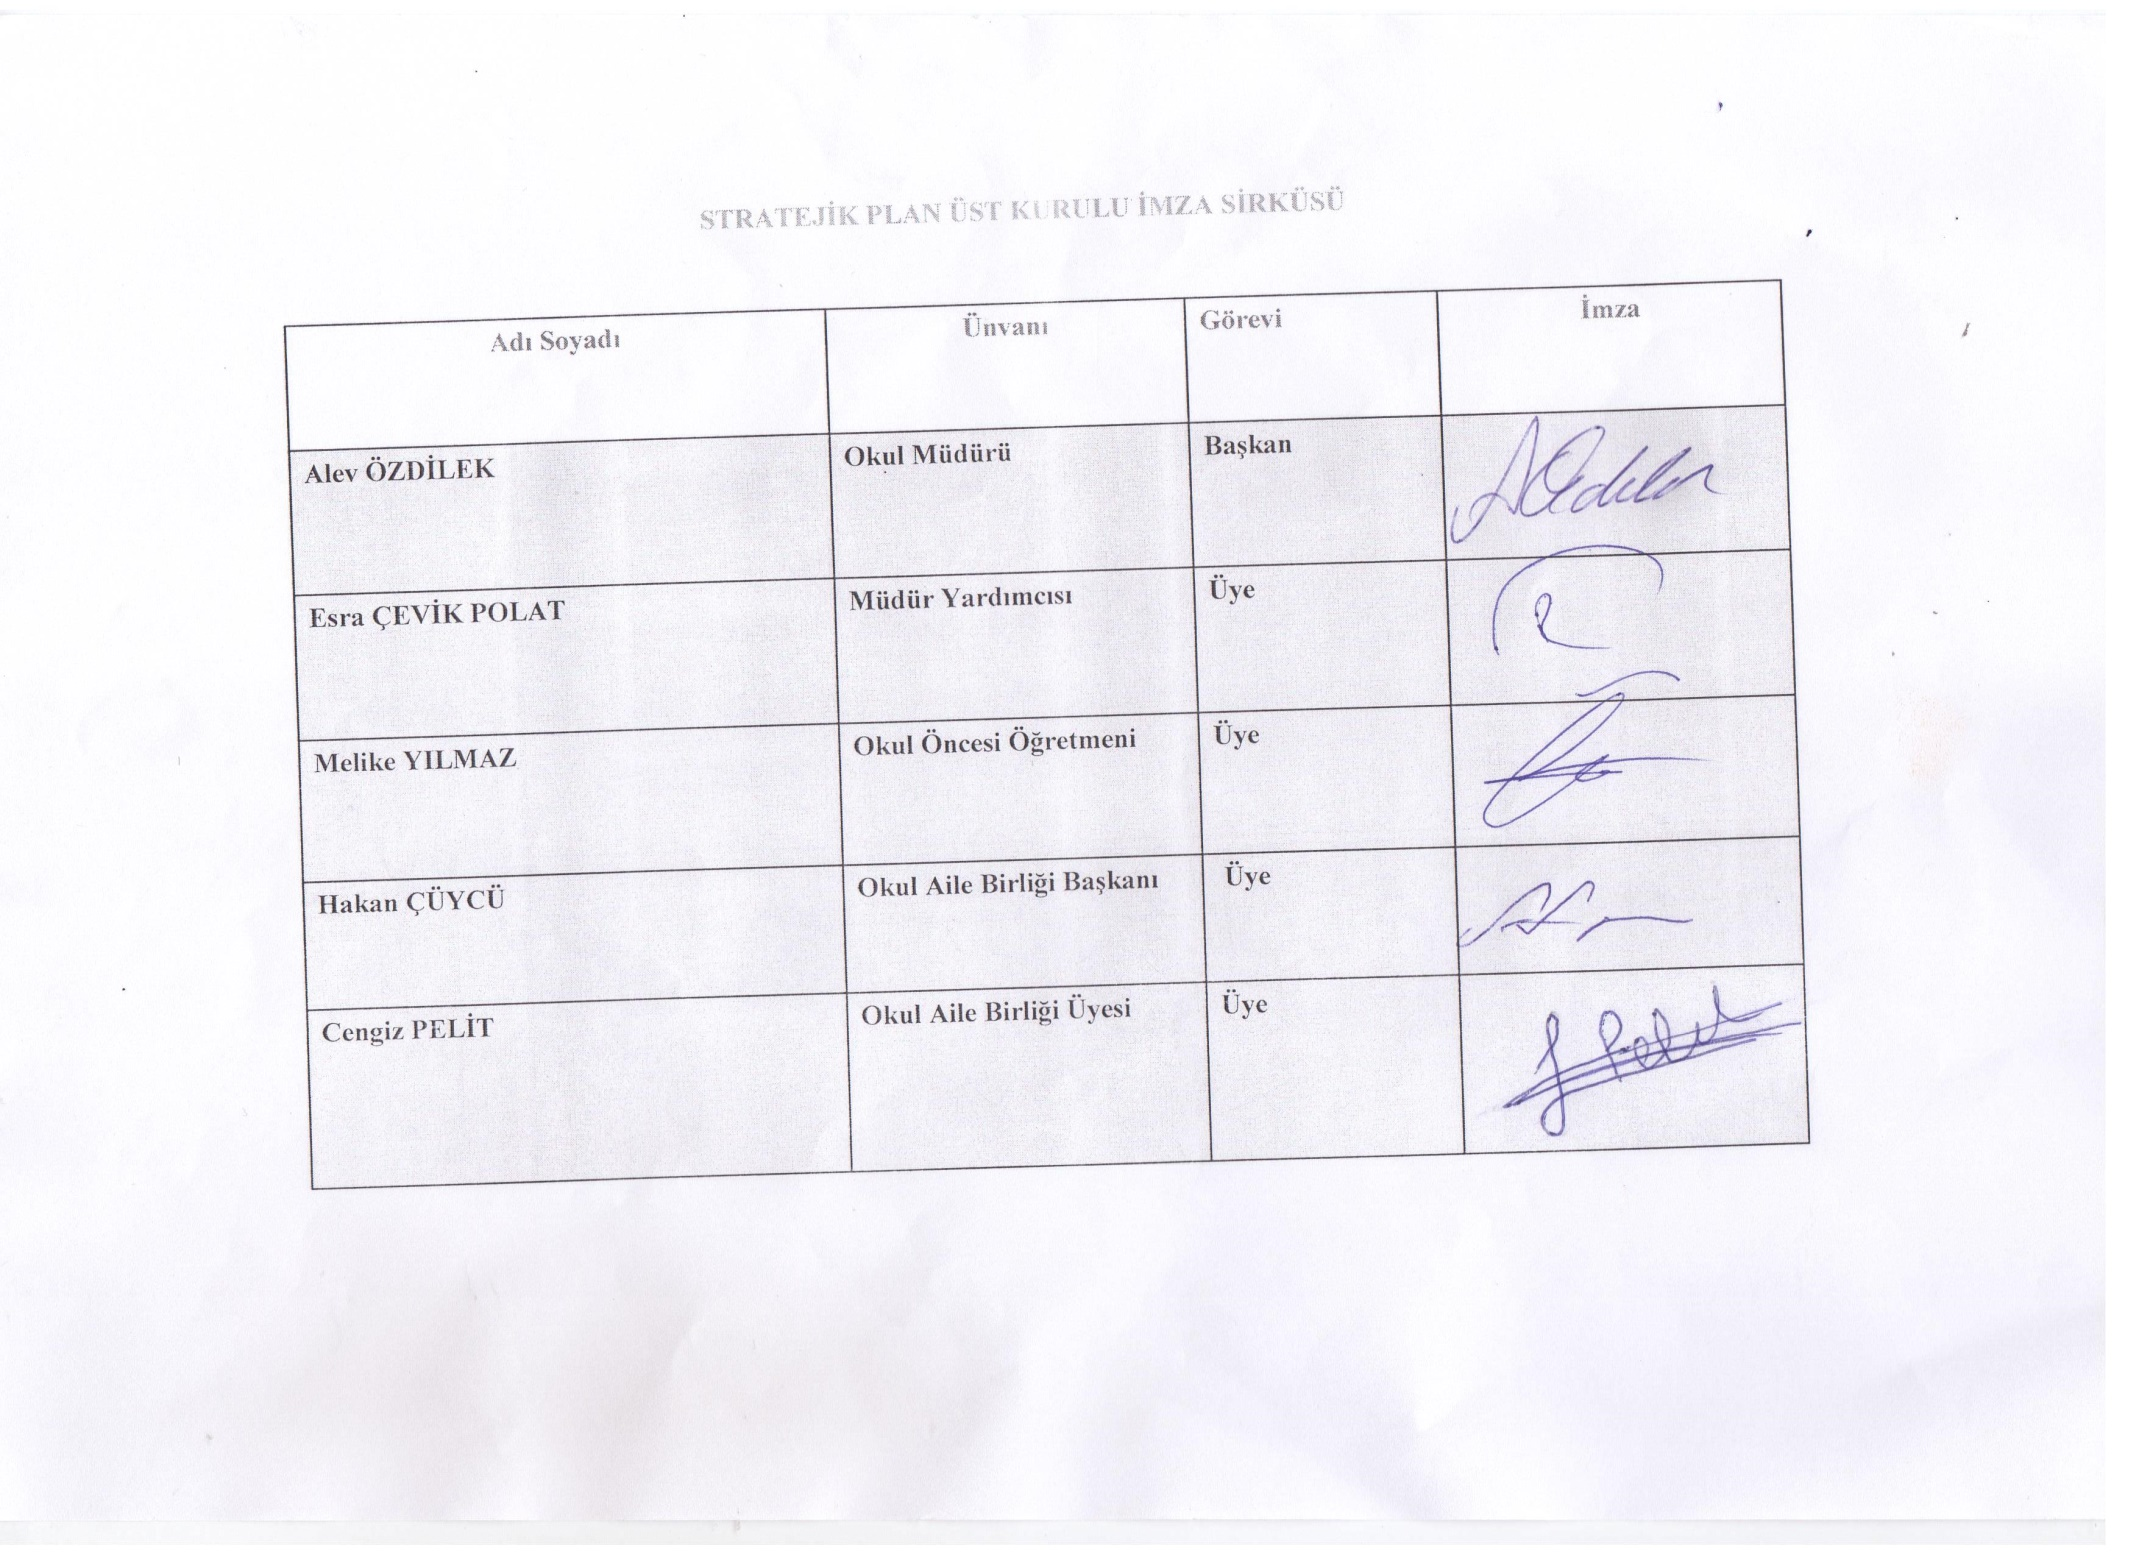 STRATEJİK PLAN ÜST KURULU İMZA SİRKÜSÜ
Adı Soyadı Ünvanı Görevi İmza
Alev ÖZDİLEK Okul Müdürü Başkan
Esra ÇEVİK POLAT Müdür Yardımcısı Üye
Melike YILMAZ Okul Öncesi Öğretmeni Üye
Hakan ÇÜYCÜ Okul Aile Birliği Başkanı Üye
Cengiz PELİT Okul Aile Birliği Üyesi Üye